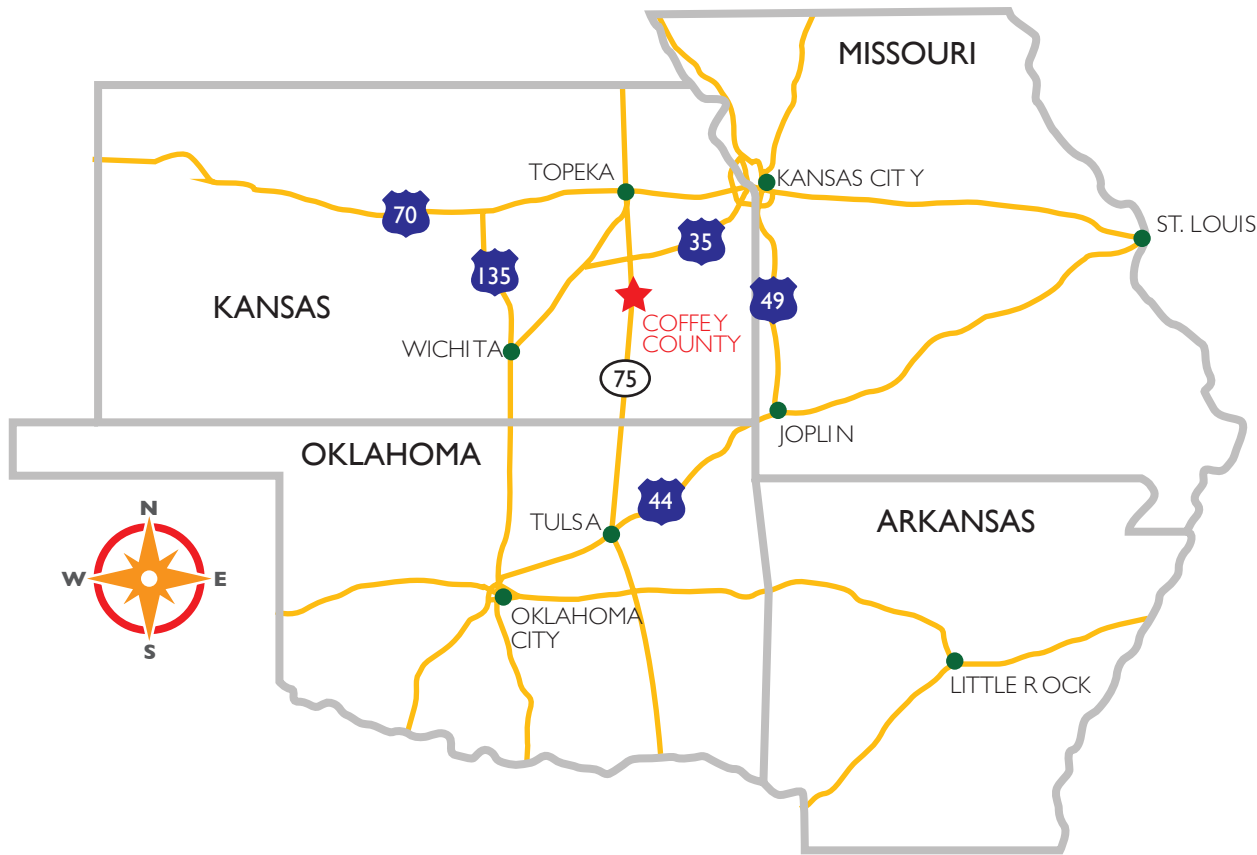 MISSOURI
TOPEKA
KANSAS CITY
70
35
ST. LOUIS
135
KANSAS
49
COFFEY
COUNTY
WICHITA
75
JOPLIN
OKLAHOMA
44
TULSA
ARKANSAS
N
W
E
S
OKLAHOMA
CITY
LITTLE ROCK